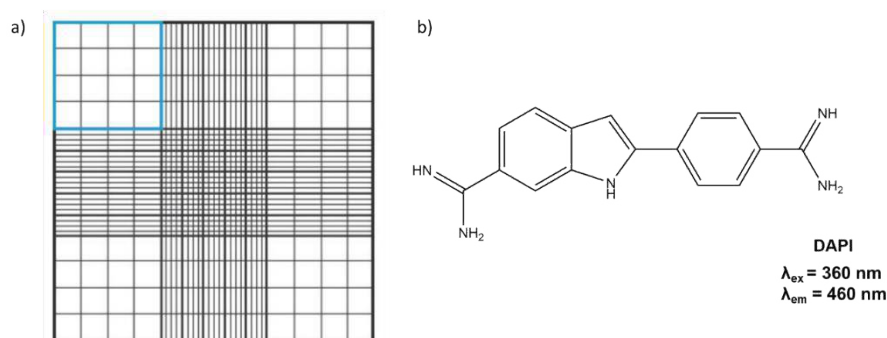 a)
b)
HN
NH₂
N
H
NH
NH₂
DAPI
λex = 360 nm
λem = 460 nm